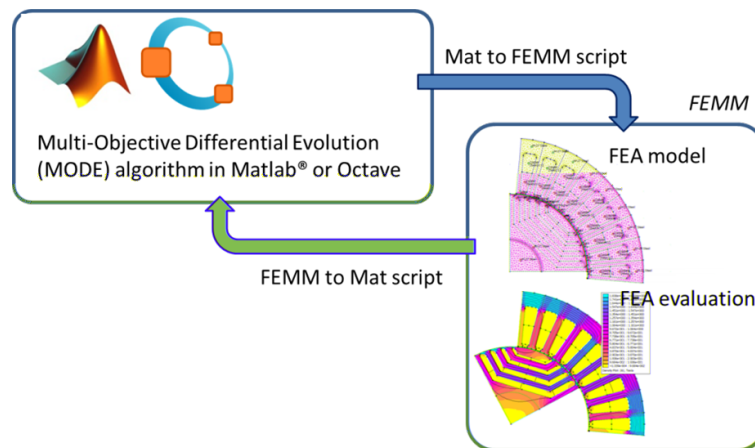 Mat to FEMM script
FEMM
Multi-Objective Differential Evolution
(MODE) algorithm in Matlab® or Octave
FEA model
FEMM to Mat script
FEA evaluation